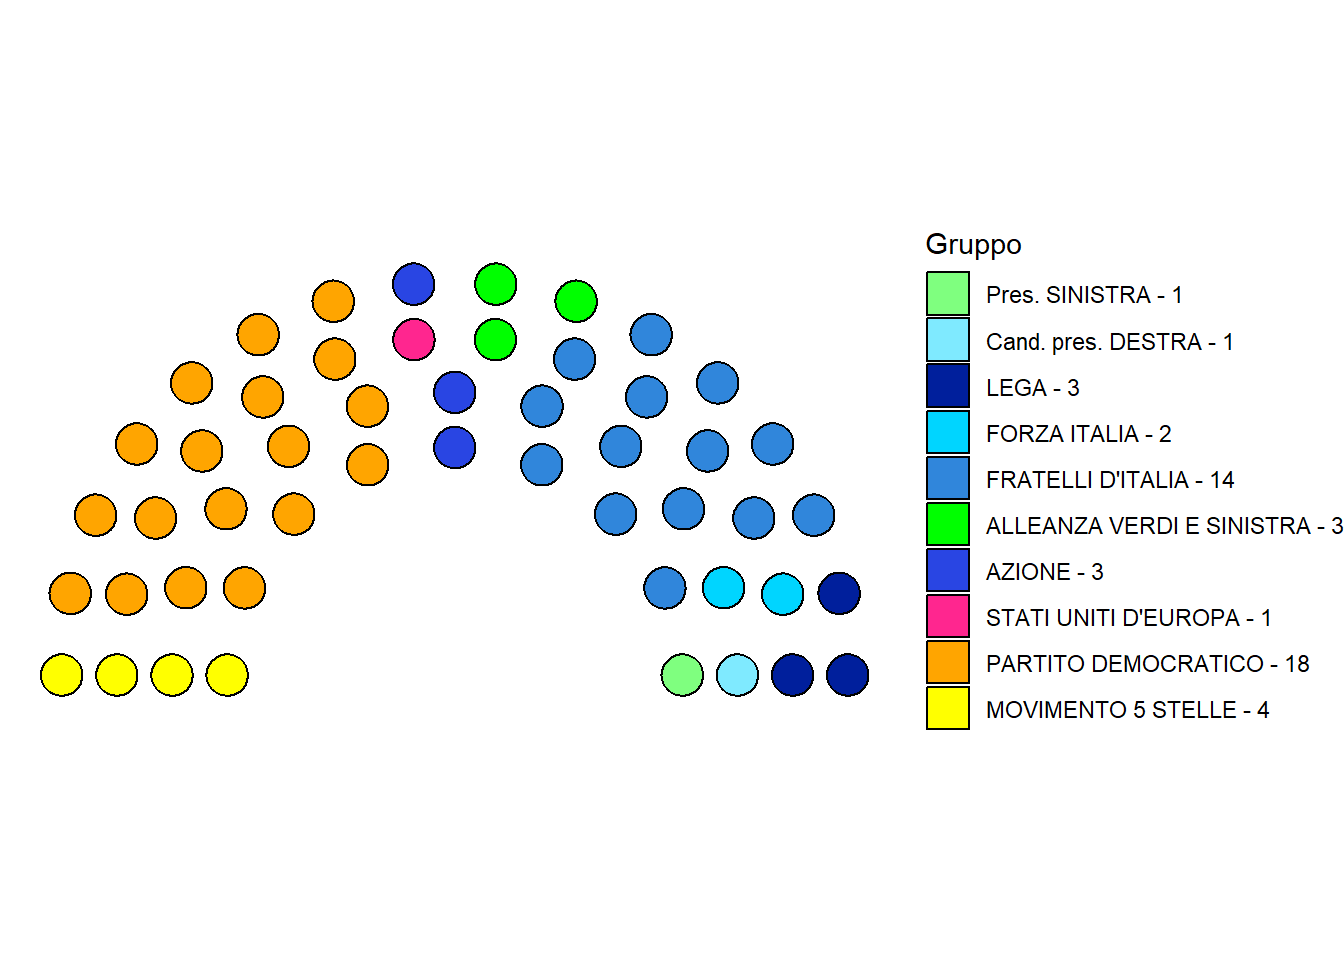 Gruppo
Pres. SINISTRA - 1
Cand. pres. DESTRA - 1
LEGA - 3
FORZA ITALIA - 2
FRATELLI D'ITALIA - 14
ALLEANZA VERDI E SINISTRA - 3
AZIONE - 3
STATI UNITI D'EUROPA - 1
PARTITO DEMOCRATICO - 18
MOVIMENTO 5 STELLE - 4